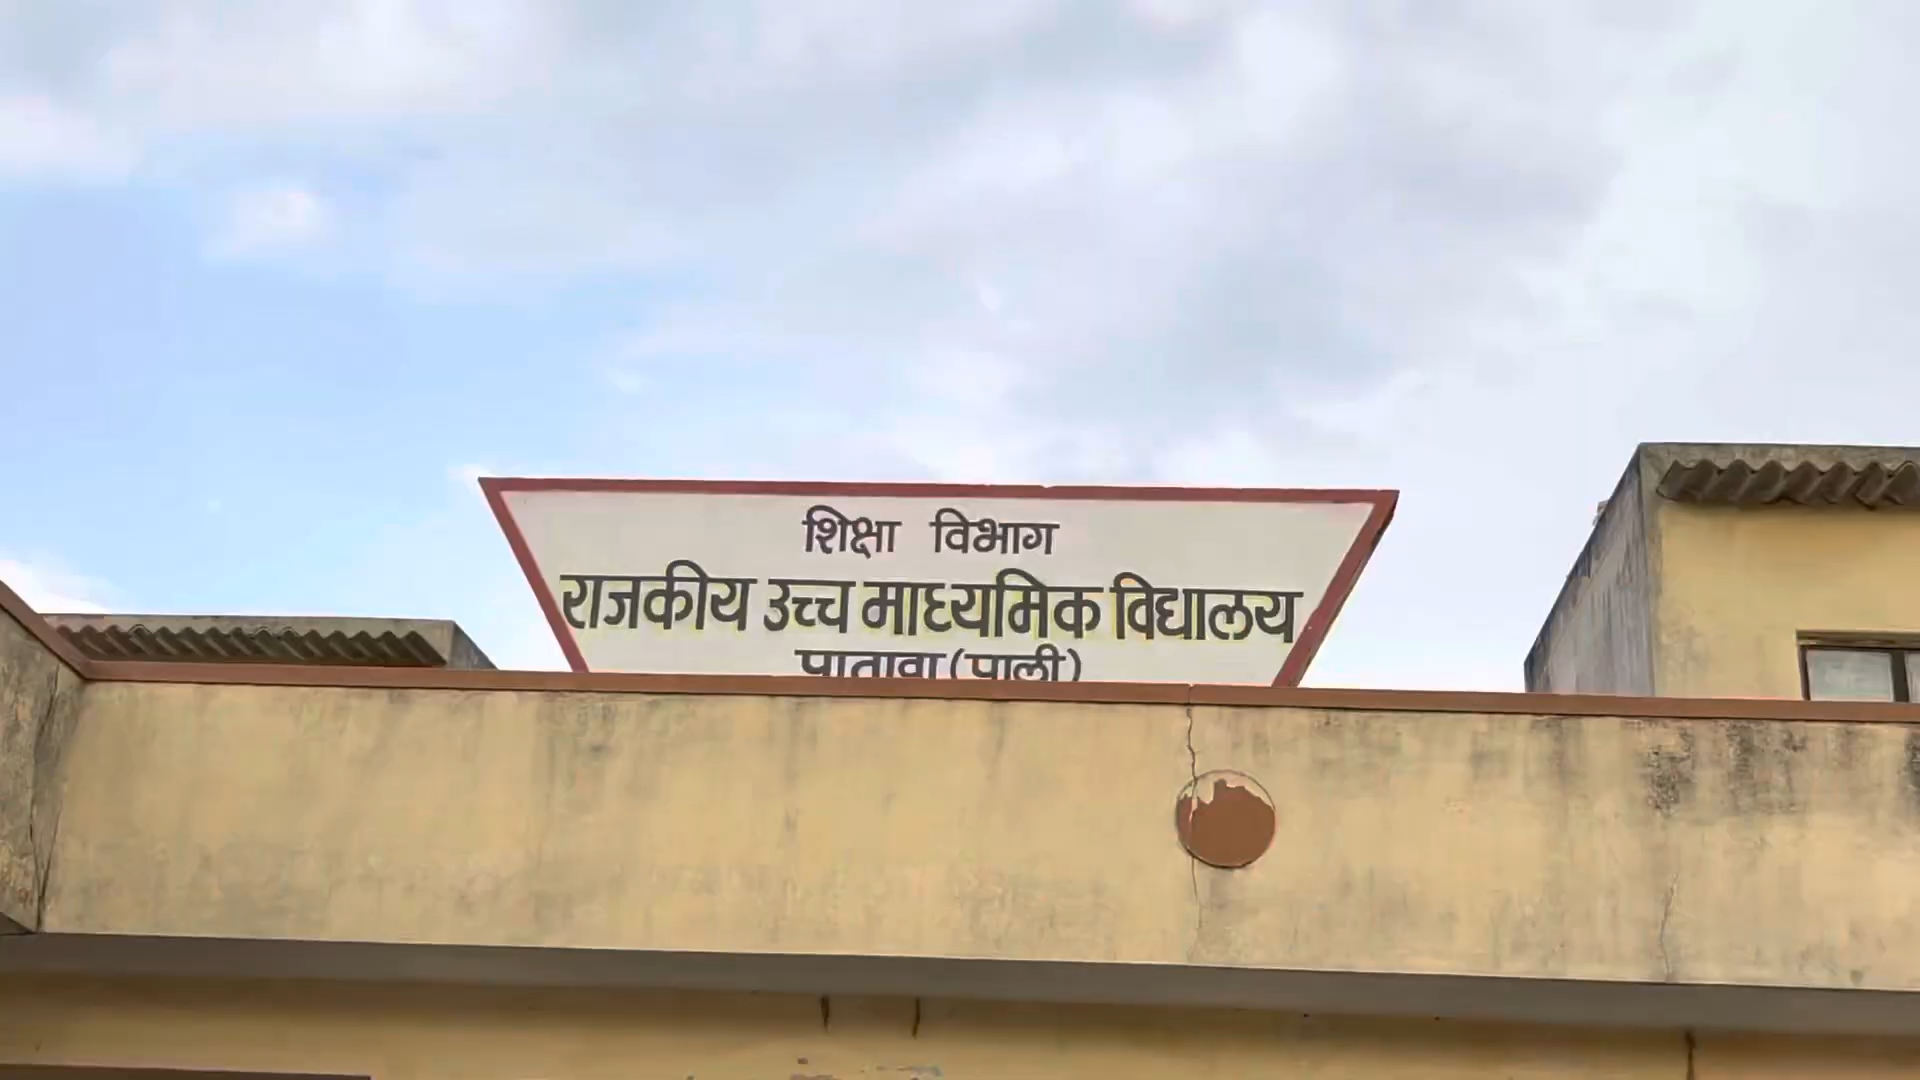 शिक्षा विभाग
राजकीय उच्च माध्यमिक विद्यालय
पातावा (पाली)